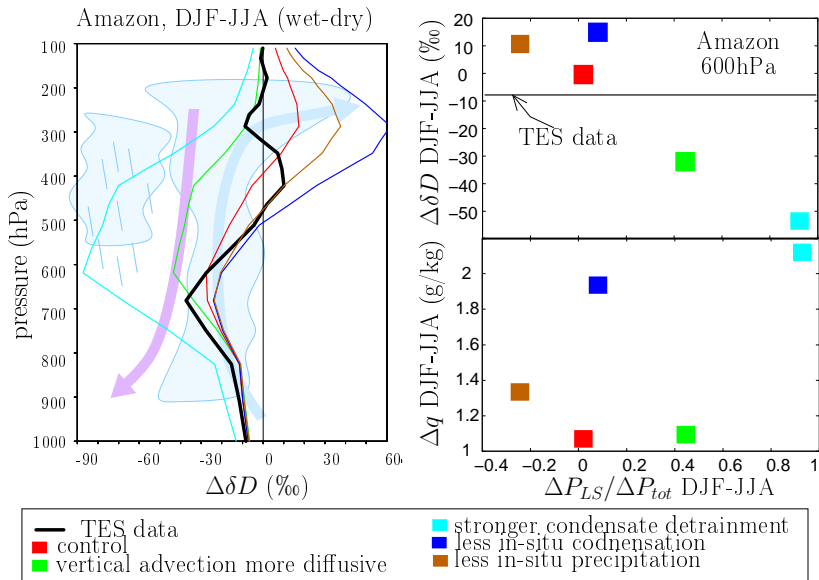 Amazon, DJF-JJA (wet-dry)
100
200
300
400
500
600
700
800
900
1000
pressure (hPa)
-90
-60
-30
0
30
60
ΔδD (‰)
20
10
0
−10
−20
−30
−40
−50
ΔδD DJF-JJA (‰)
Amazon
600hPa
TES data
2
1.8
1.6
1.4
1.2
1
Δq DJF-JJA (g/kg)
−0.4
−0.2
0
0.2
0.4
0.6
0.8
1
ΔP_LS/ΔP_tot DJF-JJA
TES data
control
vertical advection more diffusive
stronger condensate detrainment
less in-situ codnensation
less in-situ precipitation